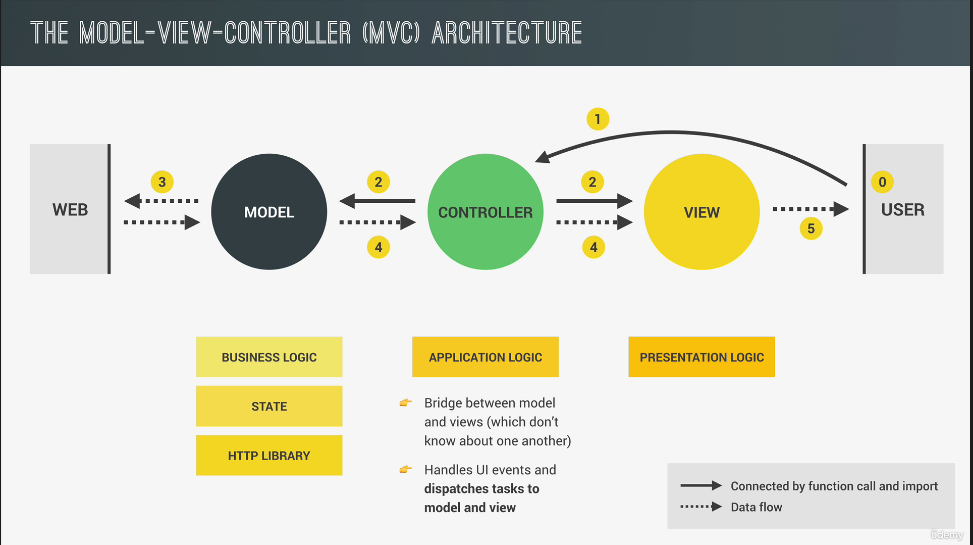 THE MODEL-VIEW-CONTROLLER (MVC) ARCHITECTURE
1
3
2
2
0
WEB
MODEL
CONTROLLER
VIEW
USER
4
4
5
BUSINESS LOGIC
APPLICATION LOGIC
PRESENTATION LOGIC
STATE
HTTP LIBRARY
👉 Bridge between model
and views (which don’t
know about one another)
👉 Handles UI events and
dispatches tasks to
model and view
Connected by function call and import
Data flow
Udemy